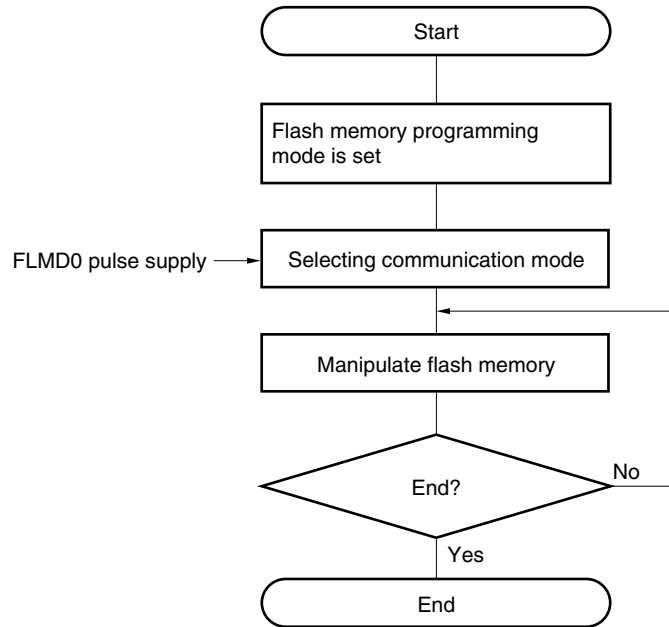 Start
Flash memory programming
mode is set
FLMD0 pulse supply
Selecting communication mode
Manipulate flash memory
End?
No
Yes
End